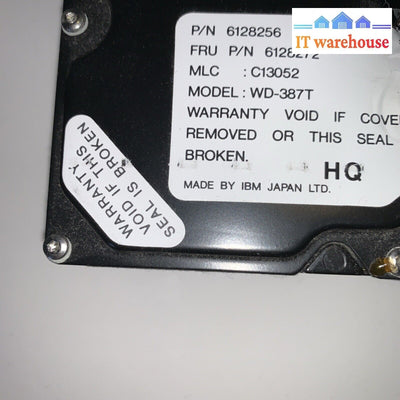 IT warehouse
P/N 6128256
FRU P/N 6128272
MLC : C13052
MODEL: WD-387T
WARRANTY VOID IF COVE
REMOVED OR THIS SEAL
BROKEN.
HQ
MADE BY IBM JAPAN LTD.
WARRANTY
VOID IF THIS
SEAL IS BROKEN